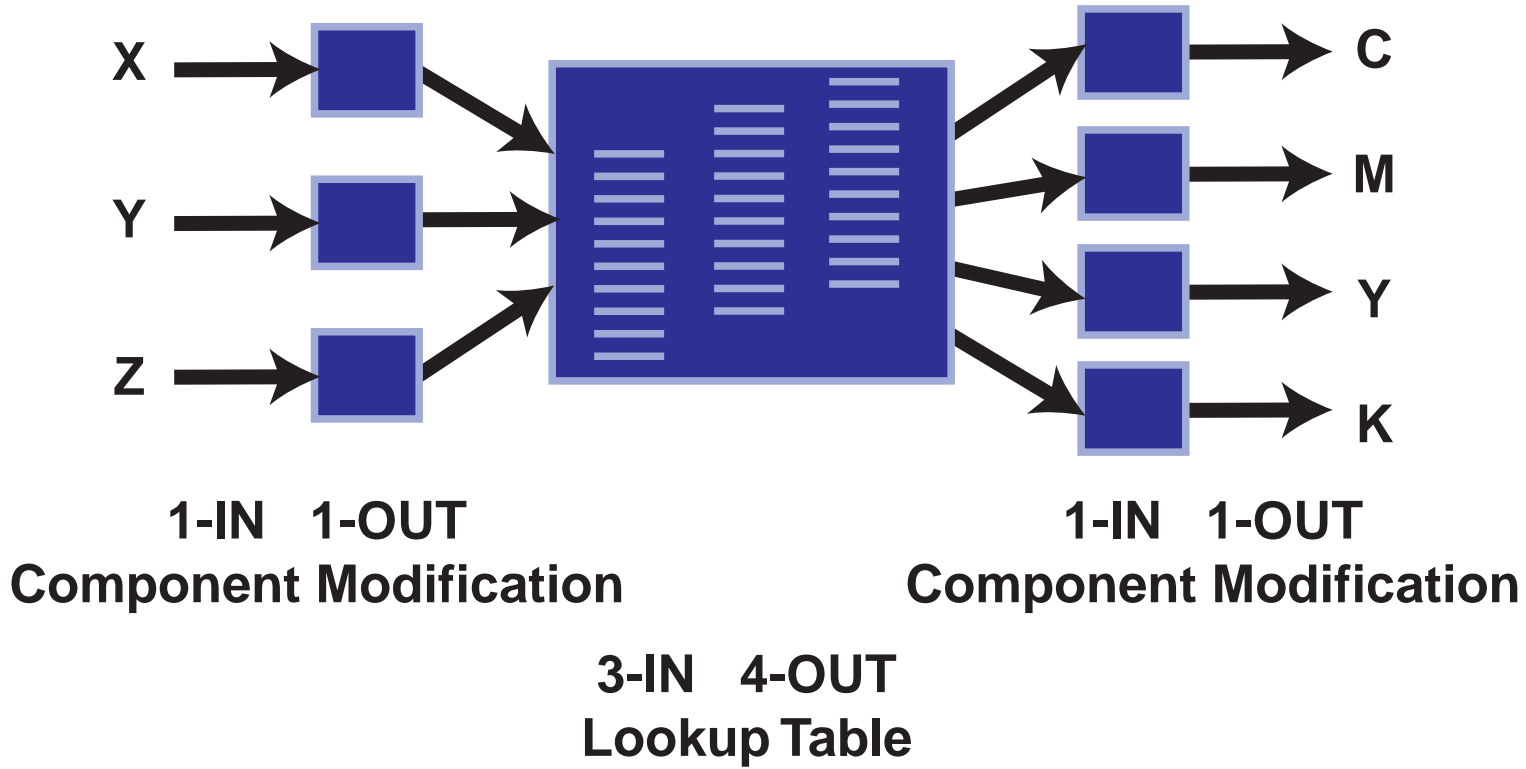 X
Y
Z
C
M
Y
K
1-IN 1-OUT
Component Modification
1-IN 1-OUT
Component Modification
3-IN 4-OUT
Lookup Table